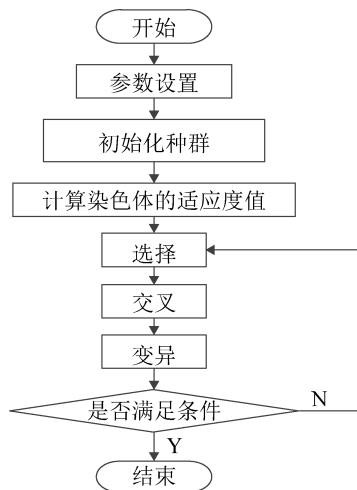 开始
参数设置
初始化种群
计算染色体的适应度值
选择
交叉
变异
是否满足条件
N
Y
结束